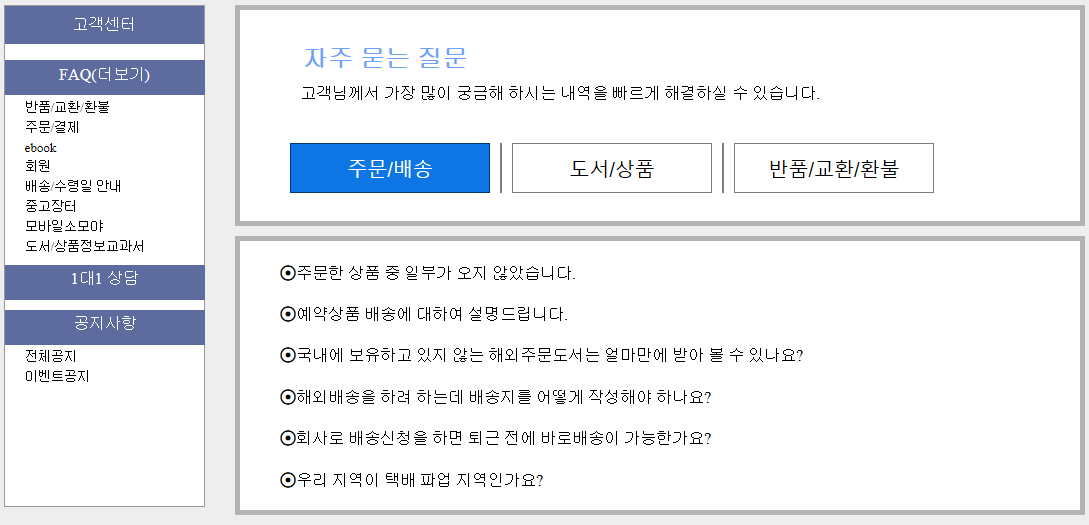 고객센터
FAQ(더보기)
반품/교환/환불
주문/결제
ebook
회원
배송/수령일 안내
중고장터
모바일소모야
도서/상품정보교과서
1대1 상담
공지사항
전체공지
이벤트공지
자주 묻는 질문
고객님께서 가장 많이 궁금해 하시는 내역을 빠르게 해결하실 수 있습니다.
주문/배송
도서/상품
반품/교환/환불
주문한 상품 중 일부가 오지 않았습니다.
예약상품 배송에 대하여 설명드립니다.
국내에 보유하고 있지 않는 해외주문도서는 얼마만에 받아 볼 수 있나요?
해외배송을 하려 하는데 배송지를 어떻게 작성해야 하나요?
회사로 배송신청을 하면 퇴근 전에 바로배송이 가능한가요?
우리 지역이 택배 파업 지역인가요?